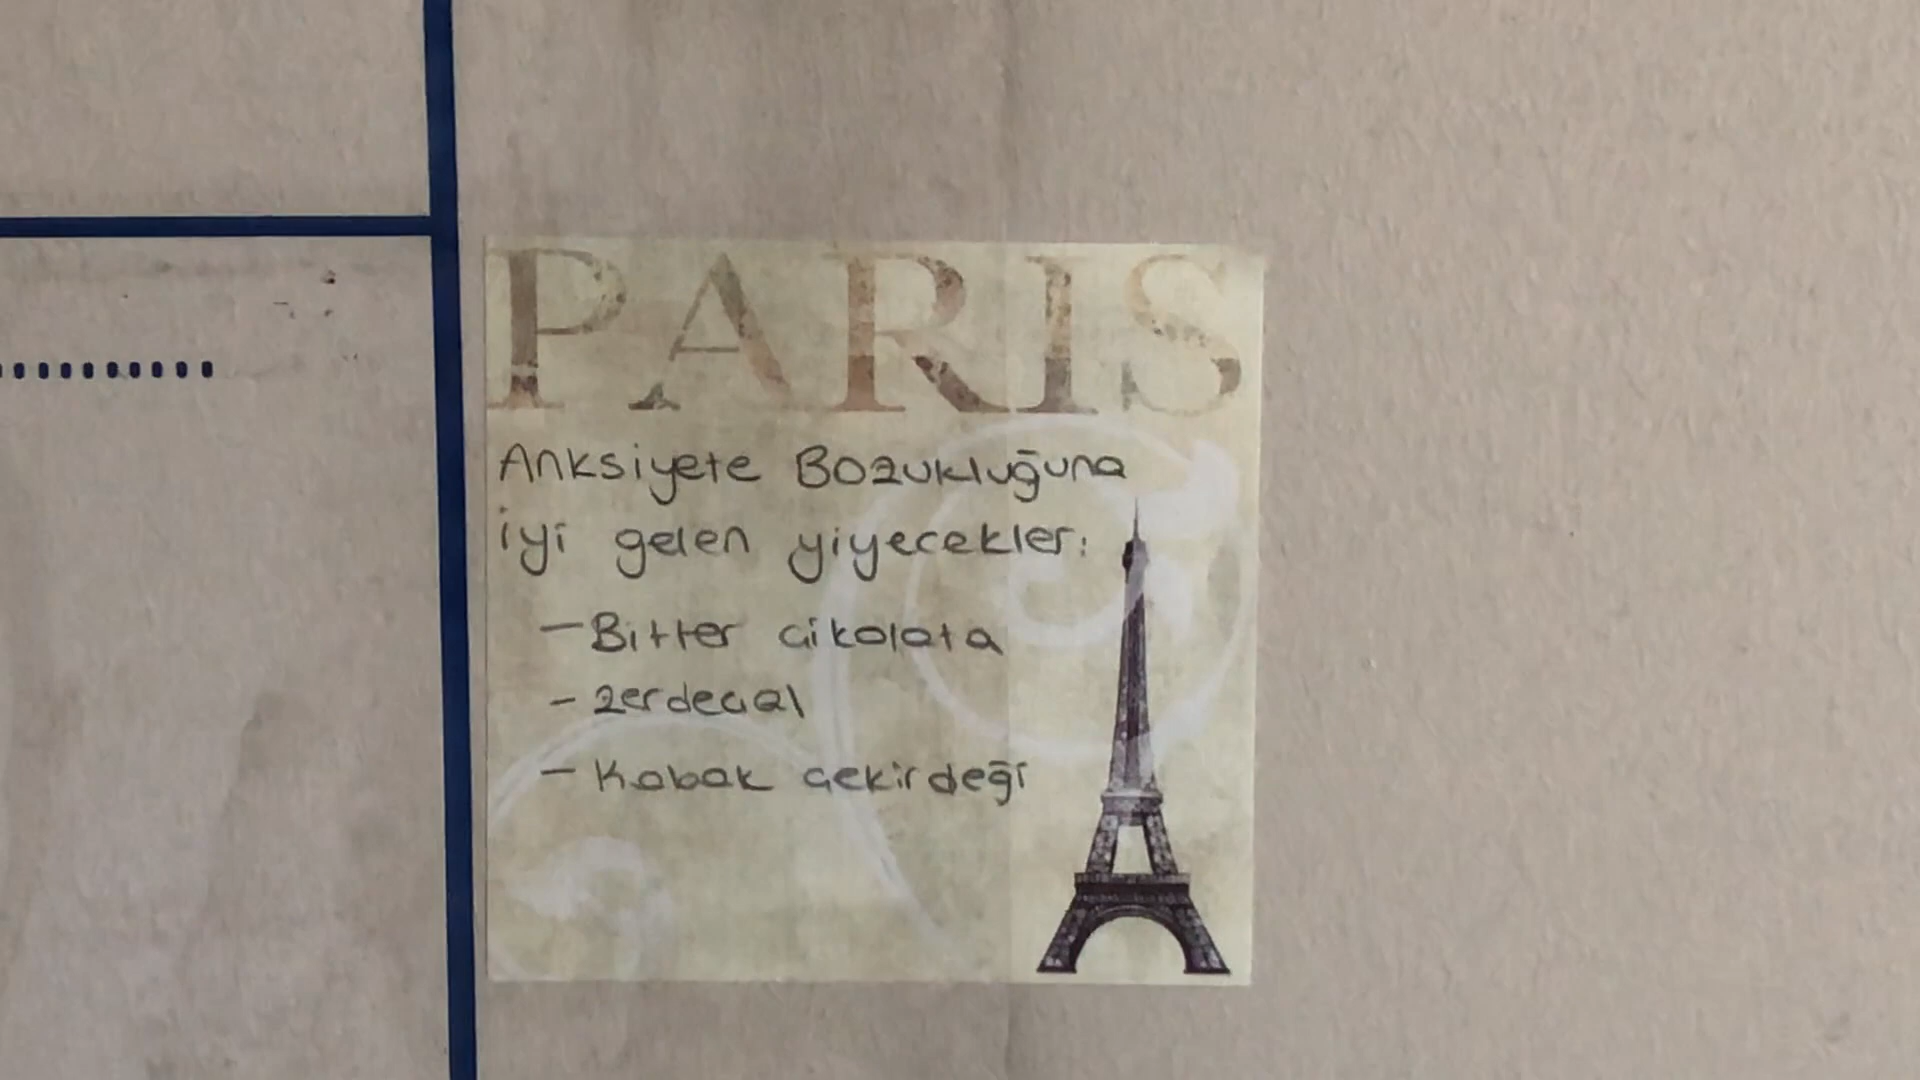 PARIS
Anksiyete Bozukluğuna
iyi gelen yiyecekler:
- Bitter çikolata
- Zerdeçal
- Kabak çekirdeği